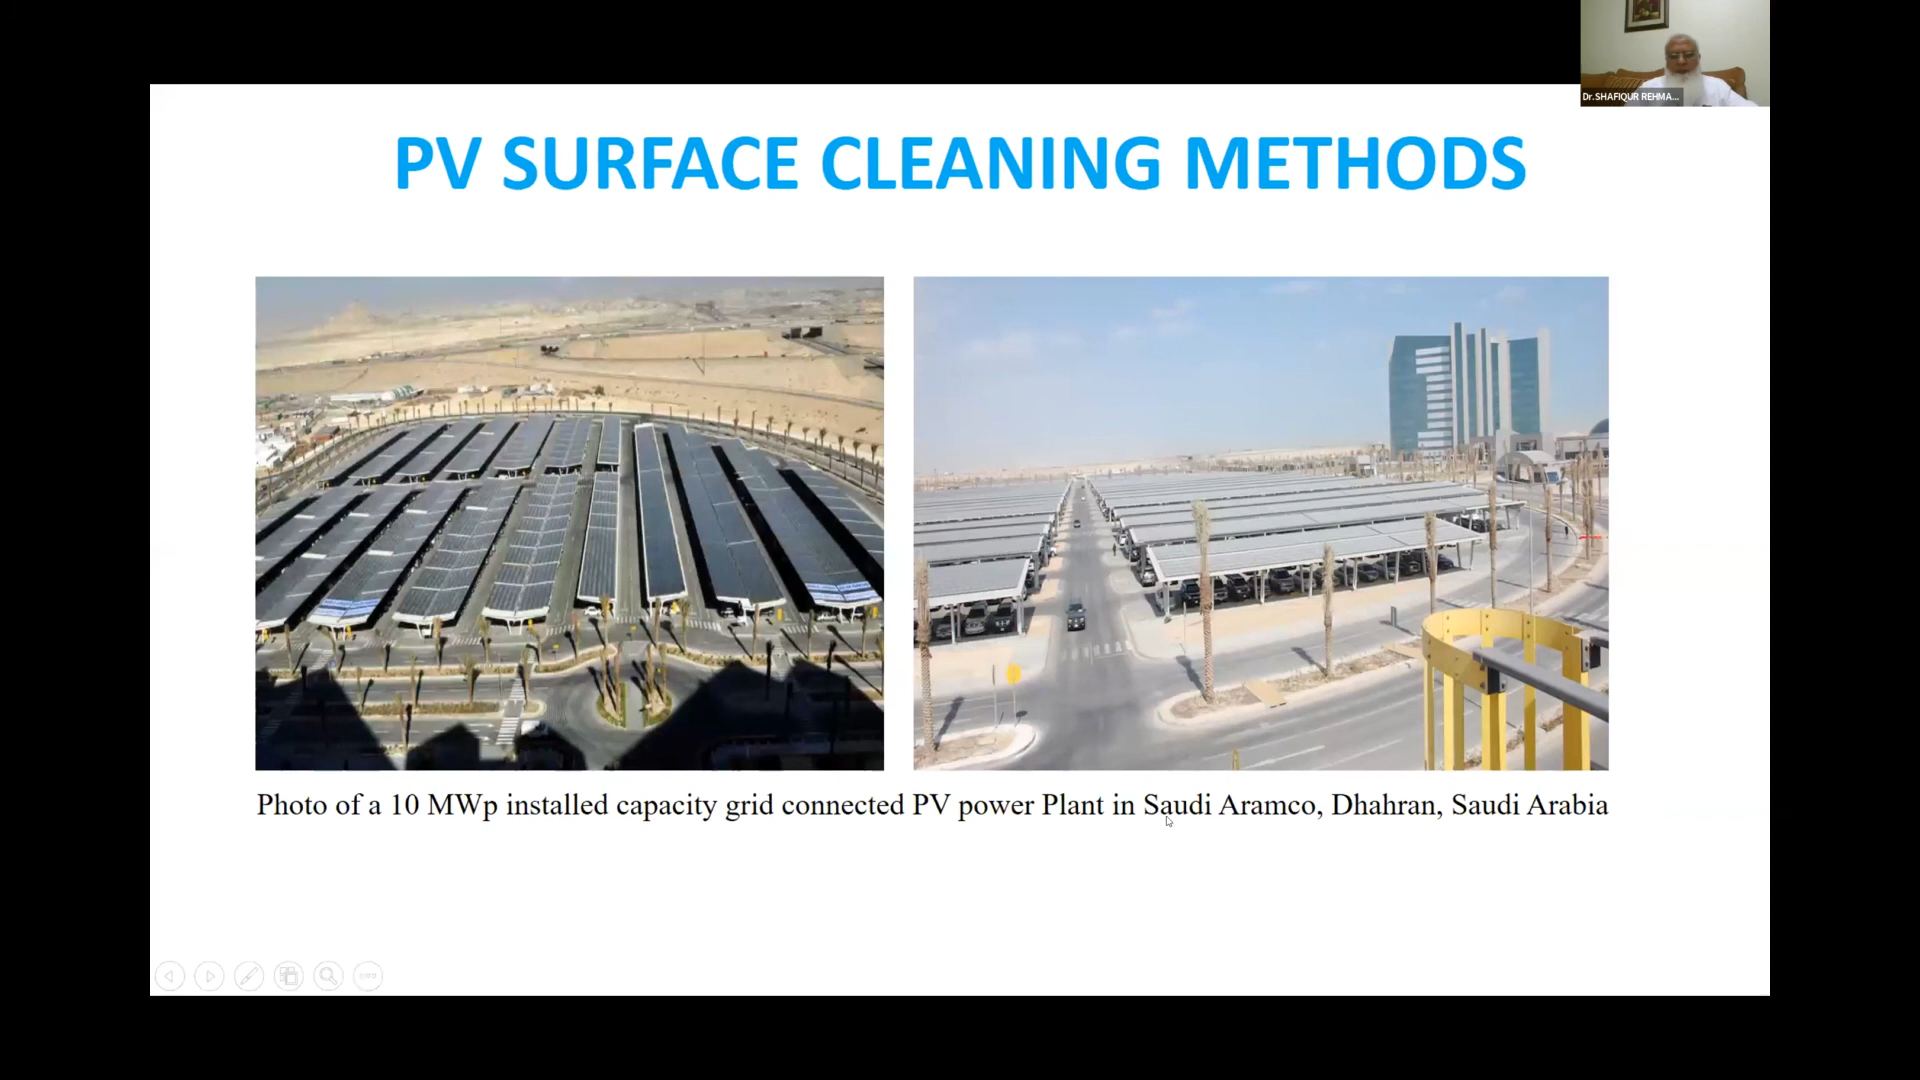 Dr.SHAFIQUR REHMA...
PV SURFACE CLEANING METHODS
Photo of a 10 MWp installed capacity grid connected PV power Plant in Saudi Aramco, Dhahran, Saudi Arabia